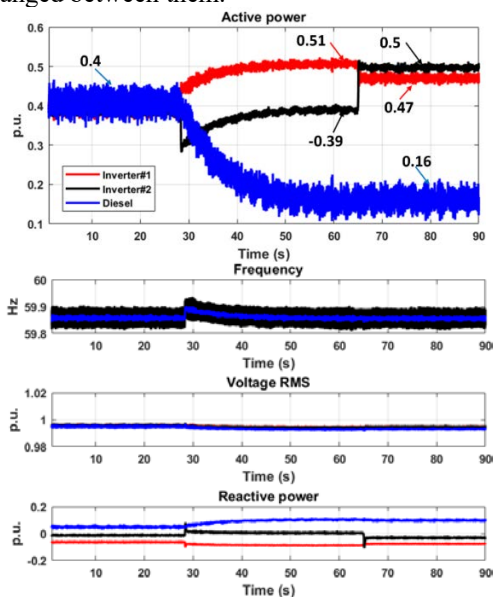 anged between them.
Active power
0.6
0.5
0.4
0.3
0.2
0.1
p.u.
0.4
0.51
0.5
0.47
-0.39
0.16
Inverter#1
Inverter#2
Diesel
10 20 30 40 50 60 70 80 90
Time (s)
Frequency
60
59.9
59.8
Hz
10 20 30 40 50 60 70 80 90
Time (s)
Voltage RMS
1.02
1
0.98
p.u.
10 20 30 40 50 60 70 80 90
Time (s)
Reactive power
0.2
0
-0.2
p.u.
10 20 30 40 50 60 70 80 90
Time (s)